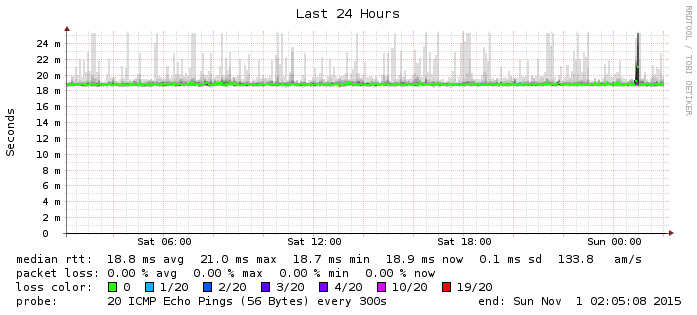 Last 24 Hours
RRDTOOL / TOBI OETIKER
Seconds
24 m
22 m
20 m
18 m
16 m
14 m
12 m
10 m
8 m
6 m
4 m
2 m
0
Sat 06:00 Sat 12:00 Sat 18:00 Sun 00:00
median rtt: 18.8 ms avg 21.0 ms max 18.7 ms min 18.9 ms now 0.1 ms sd 133.8 am/s
packet loss: 0.00 % avg 0.00 % max 0.00 % min 0.00 % now
loss color: 0 1/20 2/20 3/20 4/20 10/20 19/20
probe: 20 ICMP Echo Pings (56 Bytes) every 300s end: Sun Nov 1 02:05:08 2015